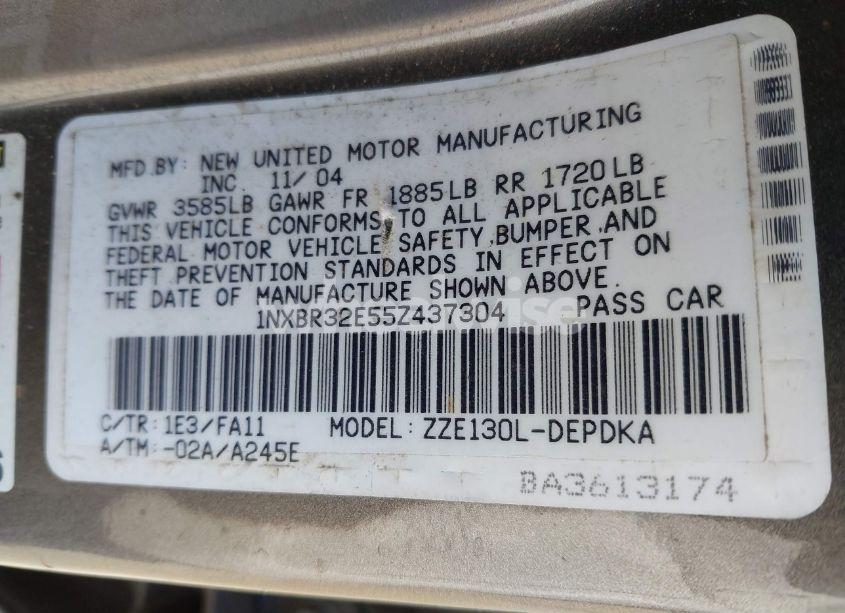 MFD.BY: NEW UNITED MOTOR MANUFACTURING
INC. 11/04
GVWR 3585LB GAWR FR 1885LB RR 1720LB
THIS VEHICLE CONFORMS TO ALL APPLICABLE
FEDERAL MOTOR VEHICLE SAFETY,BUMPER,AND
THEFT PREVENTION STANDARDS IN EFFECT ON
THE DATE OF MANUFACTURE SHOWN ABOVE.
1NXBR32E55Z437304 PASS CAR
C/TR: 1E3/FA11 MODEL: ZZE130L-DEPDKA
A/TM: -02A/A245E
BA3613174